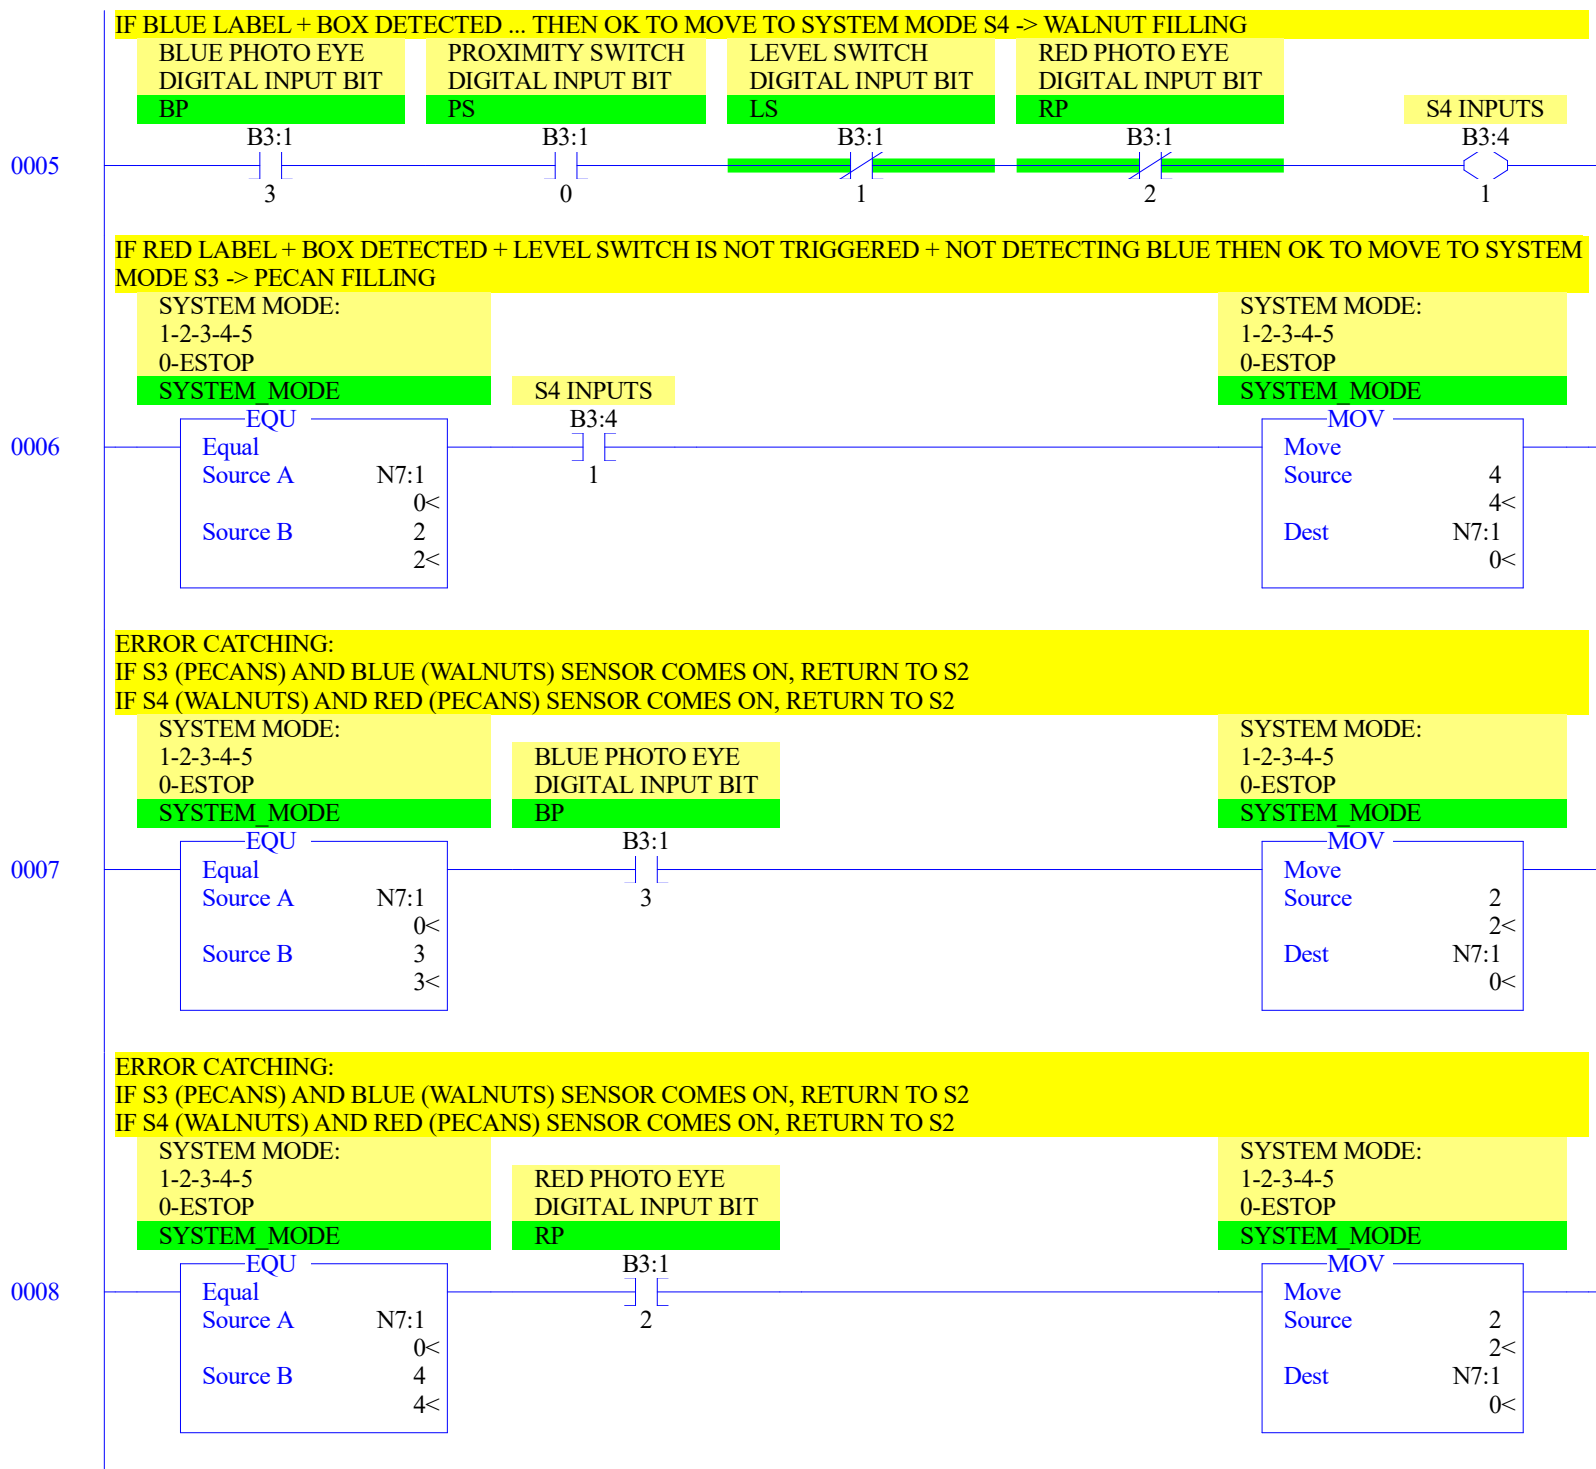 IF BLUE LABEL + BOX DETECTED ... THEN OK TO MOVE TO SYSTEM MODE S4 -> WALNUT FILLING
BLUE PHOTO EYE PROXIMITY SWITCH LEVEL SWITCH RED PHOTO EYE
DIGITAL INPUT BIT DIGITAL INPUT BIT DIGITAL INPUT BIT DIGITAL INPUT BIT
BP PS LS RP S4 INPUTS
B3:1 B3:1 B3:1 B3:1 B3:4
0005
3 0 1 2 1
IF RED LABEL + BOX DETECTED + LEVEL SWITCH IS NOT TRIGGERED + NOT DETECTING BLUE THEN OK TO MOVE TO SYSTEM
MODE S3 -> PECAN FILLING
SYSTEM MODE: SYSTEM MODE:
1-2-3-4-5 1-2-3-4-5
0-ESTOP 0-ESTOP
SYSTEM_MODE S4 INPUTS SYSTEM_MODE
EQU B3:4 MOV
0006 Equal Move
Source A N7:1 1 Source 4
0< 4<
Source B 2 Dest N7:1
2< 0<
ERROR CATCHING:
IF S3 (PECANS) AND BLUE (WALNUTS) SENSOR COMES ON, RETURN TO S2
IF S4 (WALNUTS) AND RED (PECANS) SENSOR COMES ON, RETURN TO S2
SYSTEM MODE: SYSTEM MODE:
1-2-3-4-5 BLUE PHOTO EYE 1-2-3-4-5
0-ESTOP DIGITAL INPUT BIT 0-ESTOP
SYSTEM_MODE BP SYSTEM_MODE
EQU B3:1 MOV
0007 Equal Move
Source A N7:1 3 Source 2
0< 2<
Source B 3 Dest N7:1
3< 0<
ERROR CATCHING:
IF S3 (PECANS) AND BLUE (WALNUTS) SENSOR COMES ON, RETURN TO S2
IF S4 (WALNUTS) AND RED (PECANS) SENSOR COMES ON, RETURN TO S2
SYSTEM MODE: SYSTEM MODE:
1-2-3-4-5 RED PHOTO EYE 1-2-3-4-5
0-ESTOP DIGITAL INPUT BIT 0-ESTOP
SYSTEM_MODE RP SYSTEM_MODE
EQU B3:1 MOV
0008 Equal Move
Source A N7:1 2 Source 2
0< 2<
Source B 4 Dest N7:1
4< 0<